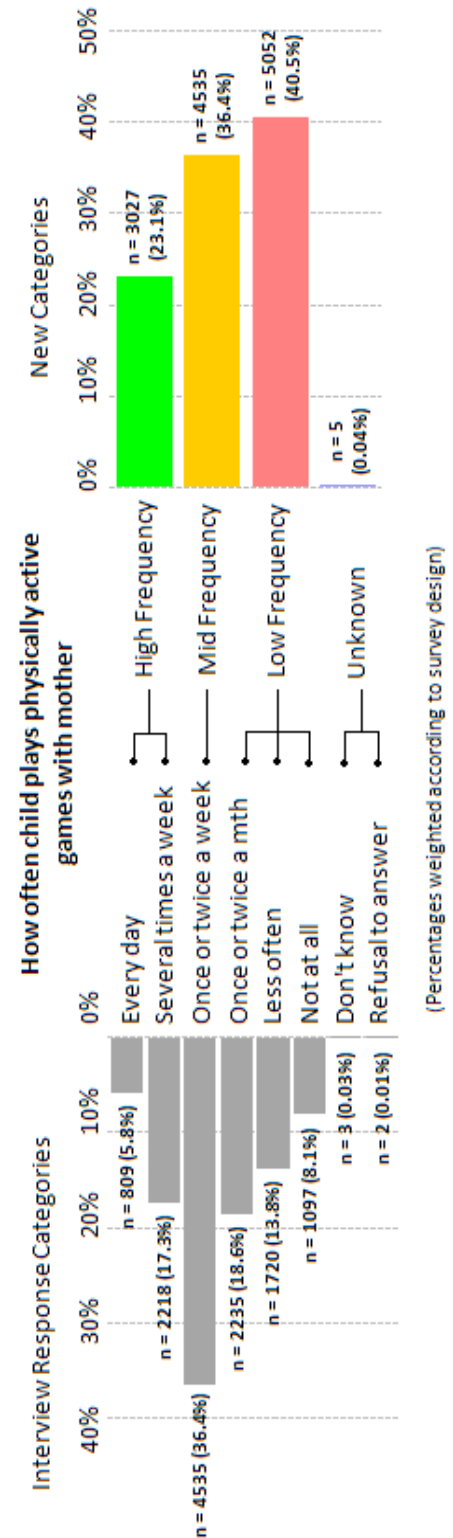 How often child plays physically active
games with mother
Interview Response Categories
New Categories
40%
30%
20%
10%
0%
0%
10%
20%
30%
40%
50%
n = 809 (5.8%)
Every day
n = 2218 (17.3%)
Several times a week
n = 4535 (36.4%)
Once or twice a week
n = 2235 (18.6%)
Once or twice a mth
n = 1720 (13.8%)
Less often
n = 1097 (8.1%)
Not at all
n = 3 (0.03%)
Don't know
n = 2 (0.01%)
Refusal to answer
High Frequency
n = 3027
(23.1%)
Mid Frequency
n = 4535
(36.4%)
Low Frequency
n = 5052
(40.5%)
Unknown
n = 5
(0.04%)
(Percentages weighted according to survey design)